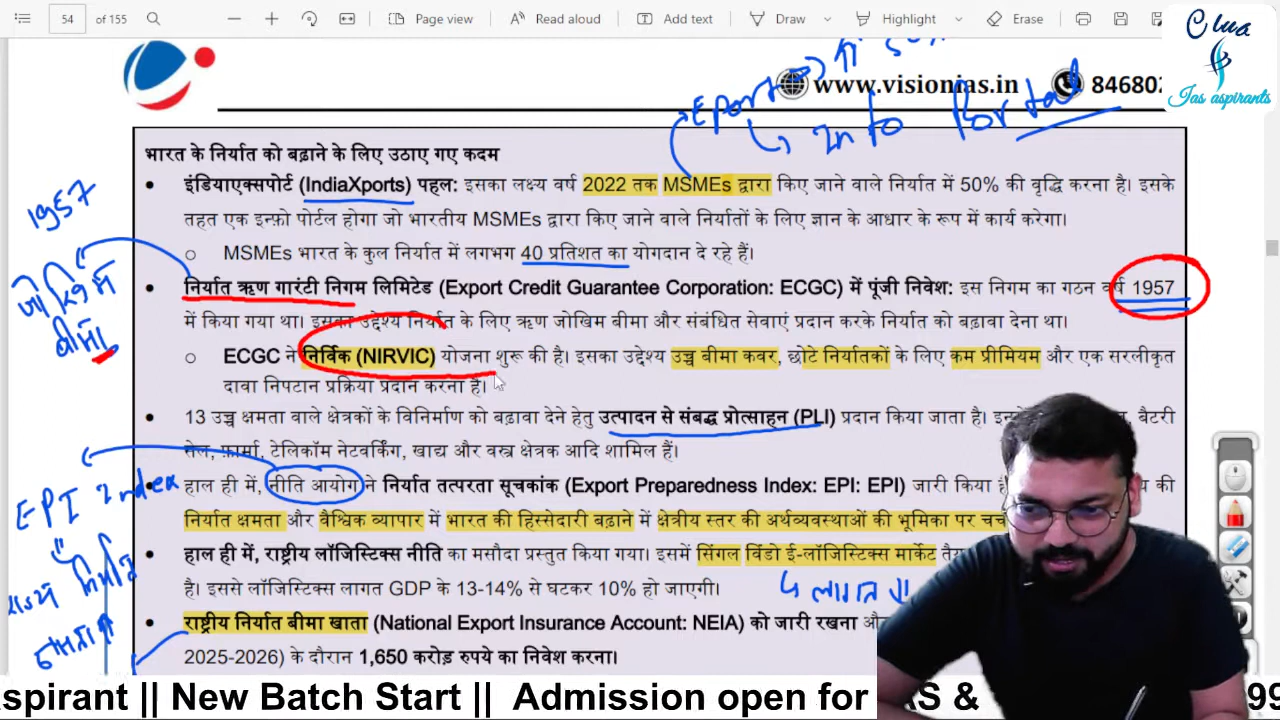 54 of 155 Page view Read aloud Add text Draw Highlight Erase
Clua
Ias aspirants
www.visionias.in 84680
Export
Info Portal
भारत के निर्यात को बढ़ाने के लिए उठाए गए कदम
• इंडियाएक्सपोर्ट (IndiaXports) पहल: इसका लक्ष्य वर्ष 2022 तक MSMEs द्वारा किए जाने वाले निर्यात में 50% की वृद्धि करना है। इसके
तहत एक इन्फ़ो पोर्टल होगा जो भारतीय MSMEs द्वारा किए जाने वाले निर्यातों के लिए ज्ञान के आधार के रूप में कार्य करेगा।
1957
○ MSMEs भारत के कुल निर्यात में लगभग 40 प्रतिशत का योगदान दे रहे हैं।
• निर्यात ऋण गारंटी निगम लिमिटेड (Export Credit Guarantee Corporation: ECGC) में पूंजी निवेश: इस निगम का गठन वर्ष 1957
जोखिम
में किया गया था। इसका उद्देश्य निर्यात के लिए ऋण जोखिम बीमा और संबंधित सेवाएं प्रदान करके निर्यात को बढ़ावा देना था।
बीमा
○ ECGC ने निर्विक (NIRVIC) योजना शुरू की है। इसका उद्देश्य उच्च बीमा कवर, छोटे निर्यातकों के लिए कम प्रीमियम और एक सरलीकृत
दावा निपटान प्रक्रिया प्रदान करना है।
• 13 उच्च क्षमता वाले क्षेत्रकों के विनिर्माण को बढ़ावा देने हेतु उत्पादन से संबद्ध प्रोत्साहन (PLI) प्रदान किया जाता है। बैटरी
सेल, फ़ार्मा, टेलिकॉम नेटवर्किंग, खाद्य और वस्त्र क्षेत्रक आदि शामिल हैं।
EPI Index
• हाल ही में, नीति आयोग ने निर्यात तत्परता सूचकांक (Export Preparedness Index: EPI: EPI) जारी किया की
निर्यात क्षमता और वैश्विक व्यापार में भारत की हिस्सेदारी बढ़ाने में क्षेत्रीय स्तर की अर्थव्यवस्थाओं की भूमिका पर
• हाल ही में, राष्ट्रीय लॉजिस्टिक्स नीति का मसौदा प्रस्तुत किया गया। इसमें सिंगल विंडो ई-लॉजिस्टिक्स मार्केट
है। इससे लॉजिस्टिक्स लागत GDP के 13-14% से घटकर 10% हो जाएगी।
• राष्ट्रीय निर्यात बीमा खाता (National Export Insurance Account: NEIA) को जारी रखना
2025-2026) के दौरान 1,650 करोड़ रुपये का निवेश करना।
spirant || New Batch Start || Admission open for